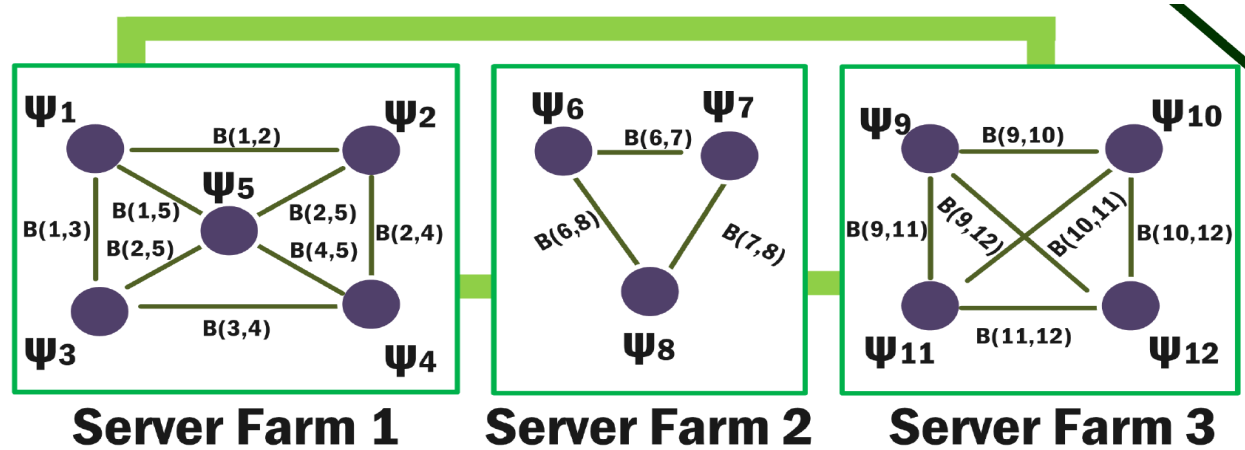 Ψ1
B(1,2)
Ψ2
Ψ5
B(1,5)
B(2,5)
B(1,3)
B(2,5)
B(4,5)
B(2,4)
B(3,4)
Ψ3
Ψ4
Server Farm 1
Ψ6
Ψ7
B(6,7)
B(6,8)
B(7,8)
Ψ8
Server Farm 2
Ψ9
Ψ10
B(9,10)
B(9,11)
B(9,12)
B(10,11)
B(10,12)
B(11,12)
Ψ11
Ψ12
Server Farm 3